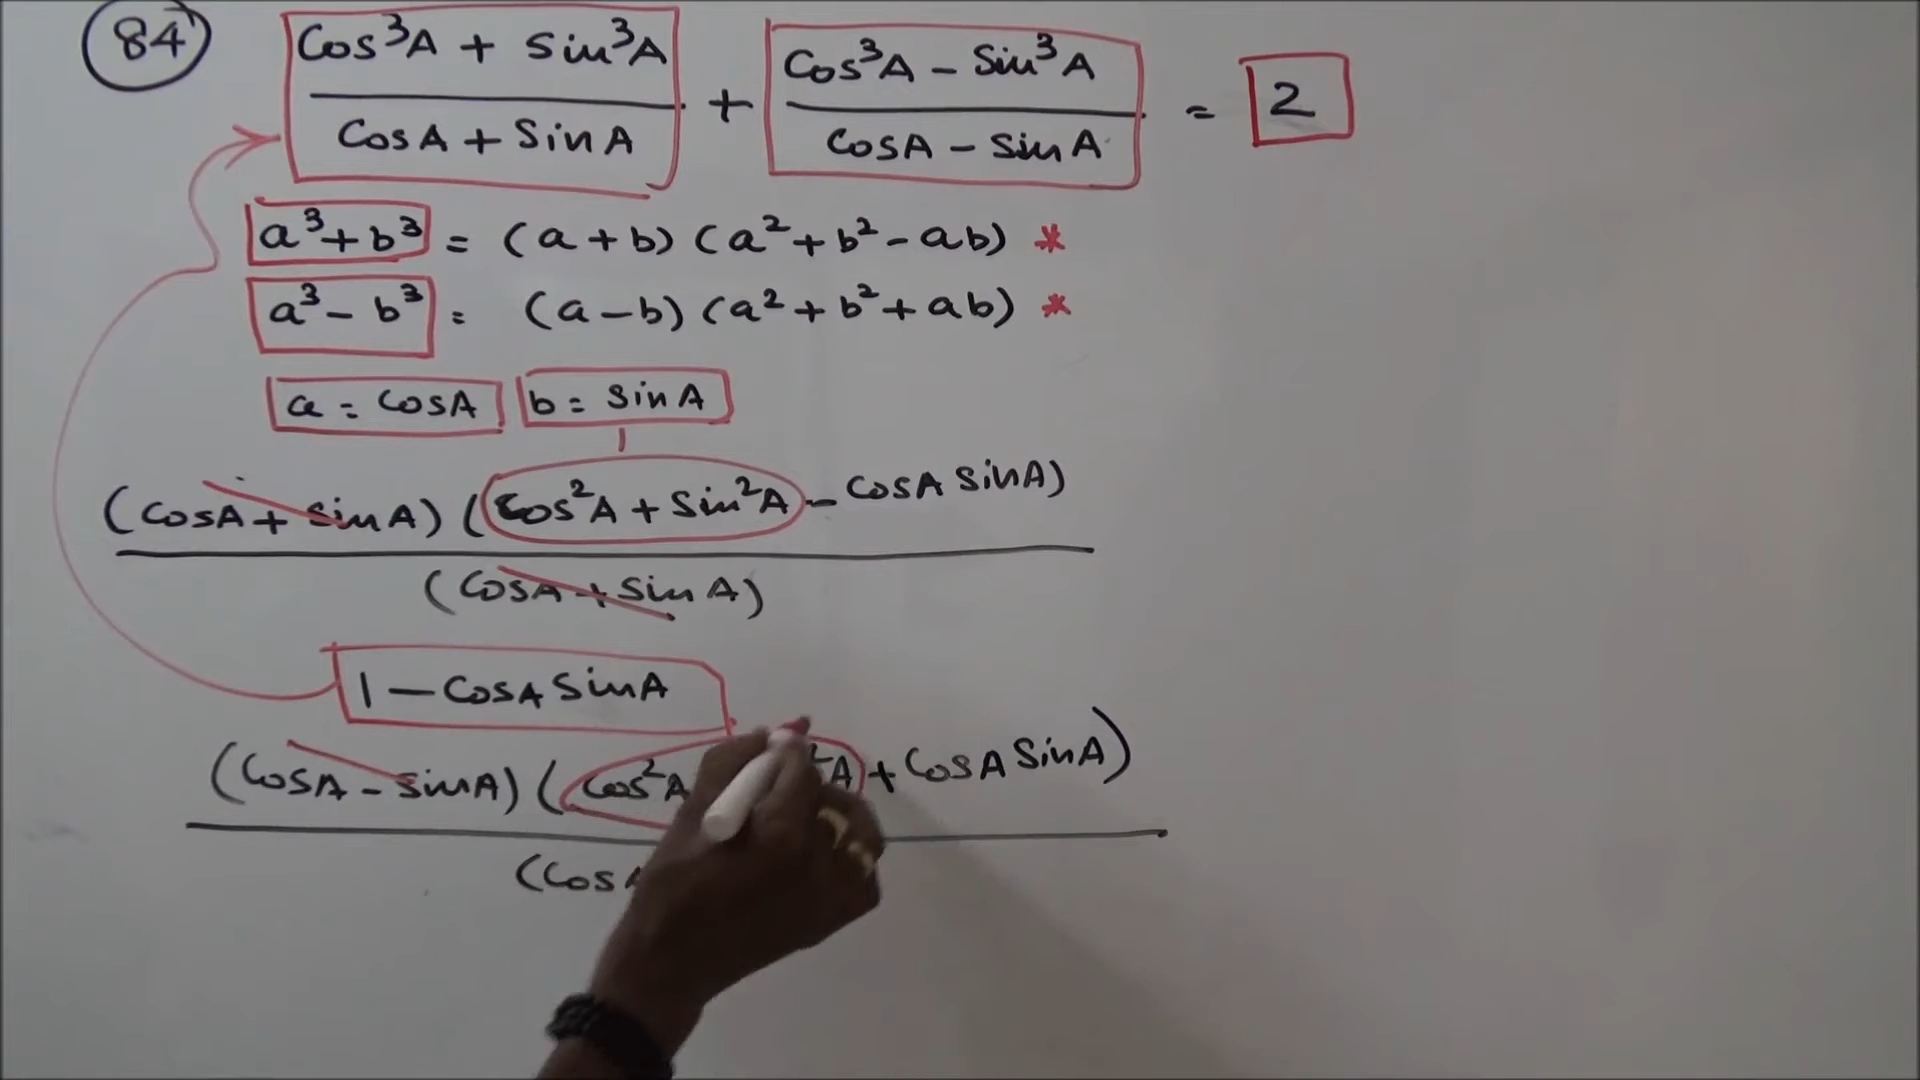 84
Cos³A + Sin³A / CosA + SinA + Cos³A - Sin³A / CosA - SinA = 2
a³+b³ = (a+b)(a²+b²-ab) *
a³-b³ = (a-b)(a²+b²+ab) *
a = CosA b = SinA
1
(CosA + SinA)(Cos²A + Sin²A - CosA SinA)
(CosA + SinA)
1 - CosA SinA
(CosA - SinA)(Cos²A ²A + CosA SinA)
(Cos